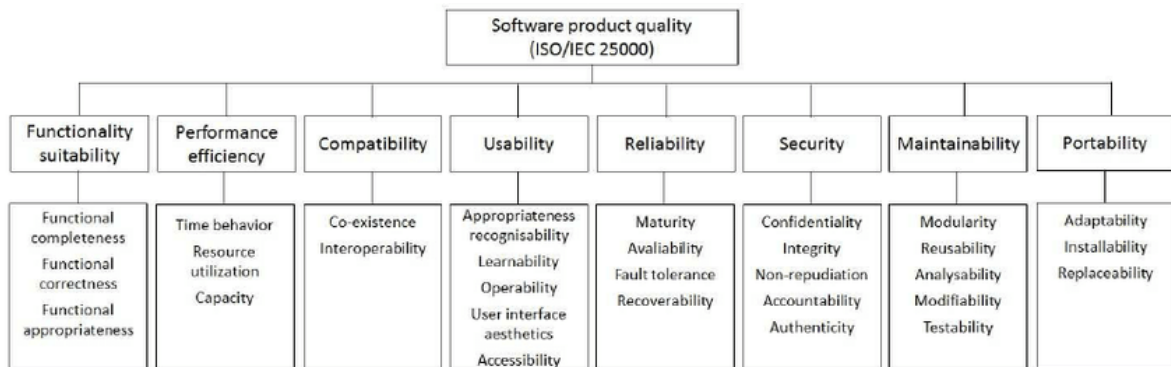 Software product quality
(ISO/IEC 25000)
Functionality
suitability
Performance
efficiency
Compatibility
Usability
Reliability
Security
Maintainability
Portability
Functional
completeness
Functional
correctness
Functional
appropriateness
Time behavior
Resource
utilization
Capacity
Co-existence
Interoperability
Appropriateness
recognisability
Learnability
Operability
User interface
aesthetics
Accessibility
Maturity
Avaliability
Fault tolerance
Recoverability
Confidentiality
Integrity
Non-repudiation
Accountability
Authenticity
Modularity
Reusability
Analysability
Modifiability
Testability
Adaptability
Installability
Replaceability